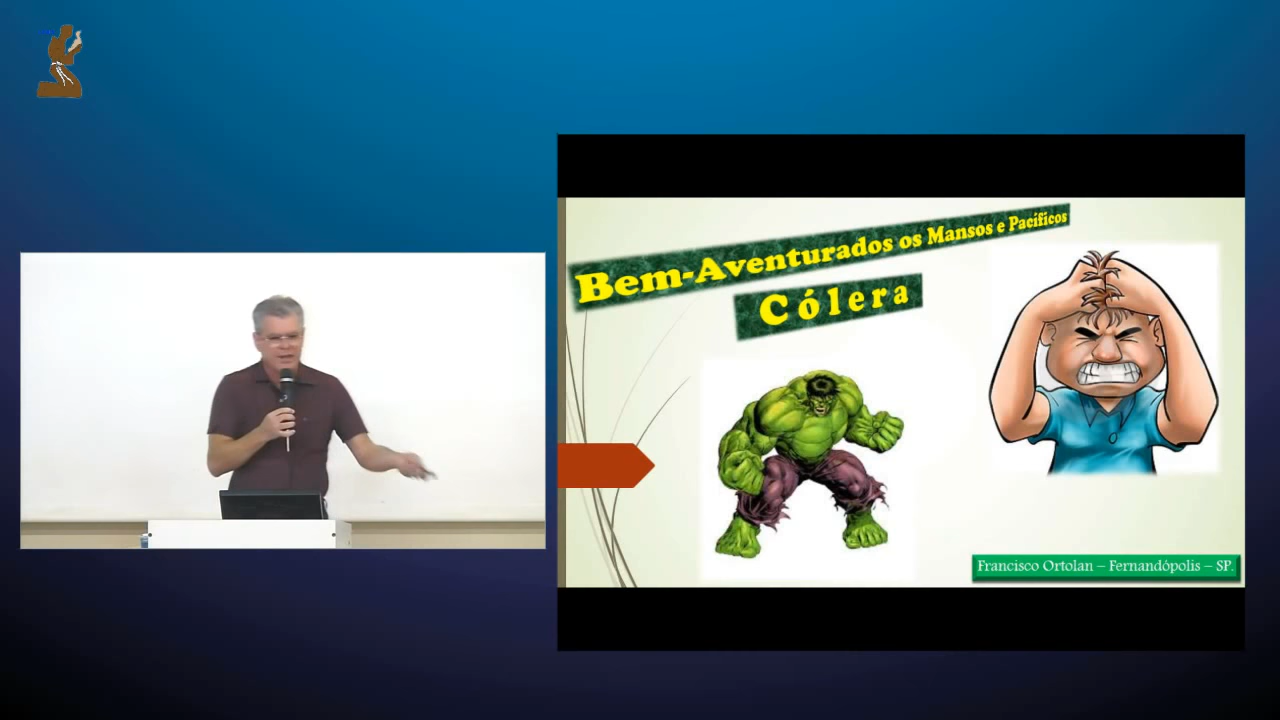 Bem-Aventurados os Mansos e Pacíficos
Cólera
Francisco Ortolan – Fernandópolis – SP.